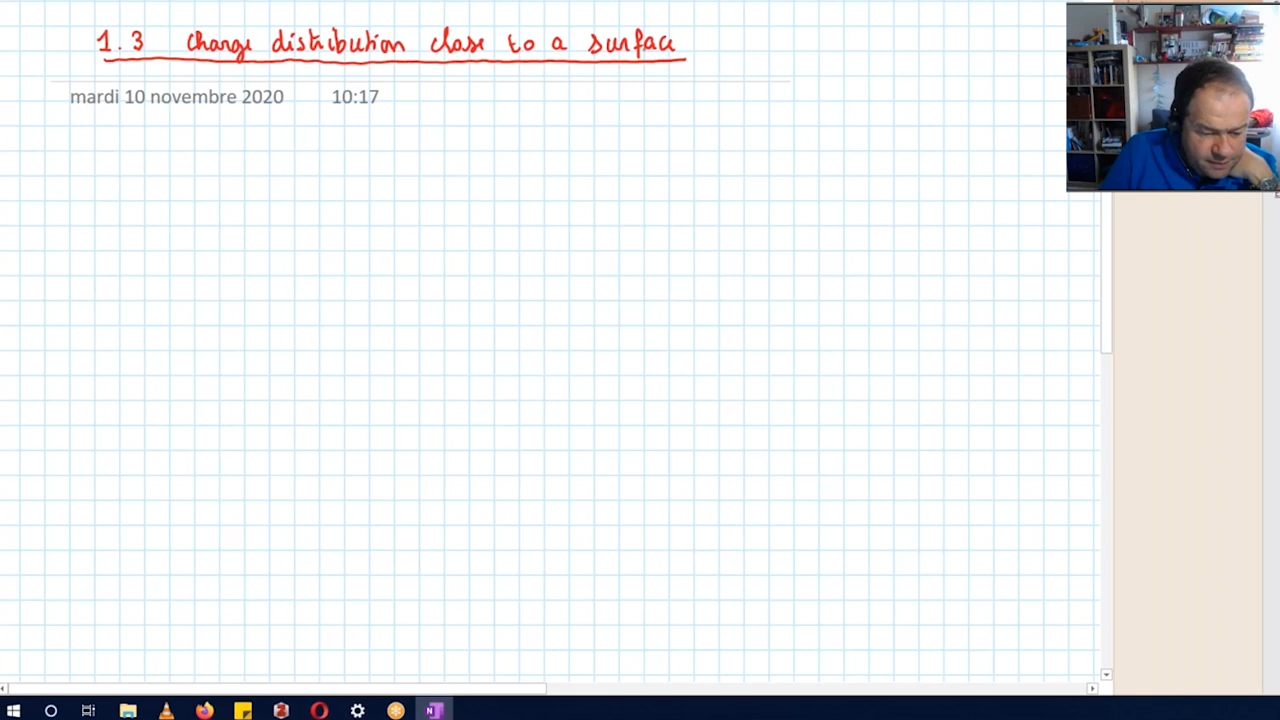 1.3 Charge distribution close to a surface
mardi 10 novembre 2020 10:17